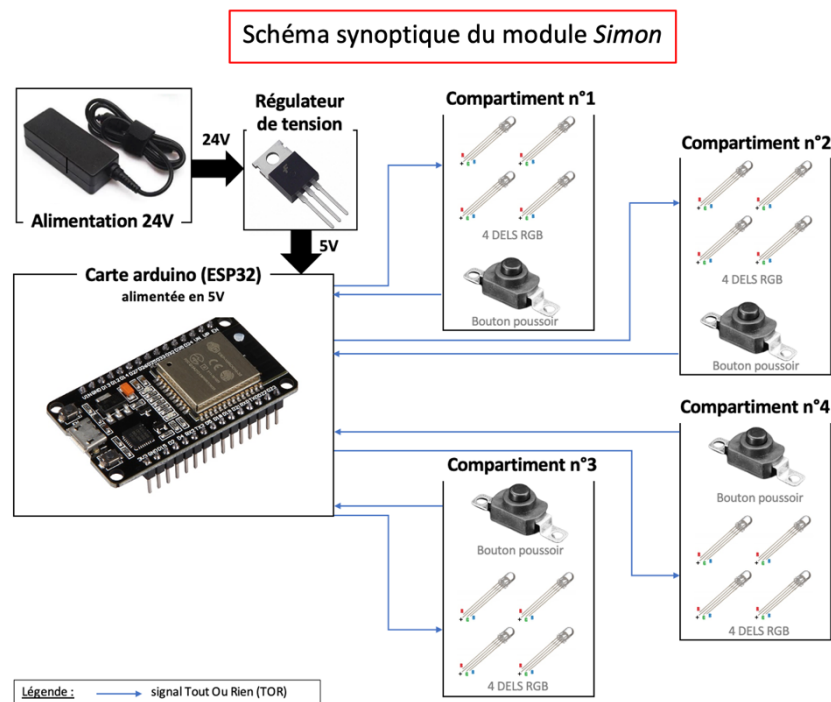 Schéma synoptique du module Simon
Alimentation 24V
24V
Régulateur
de tension
5V
Carte arduino (ESP32)
alimentée en 5V
Compartiment n°1
4 DELS RGB
Bouton poussoir
Compartiment n°2
4 DELS RGB
Bouton poussoir
Compartiment n°3
Bouton poussoir
4 DELS RGB
Compartiment n°4
Bouton poussoir
4 DELS RGB
Légende : signal Tout Ou Rien (TOR)